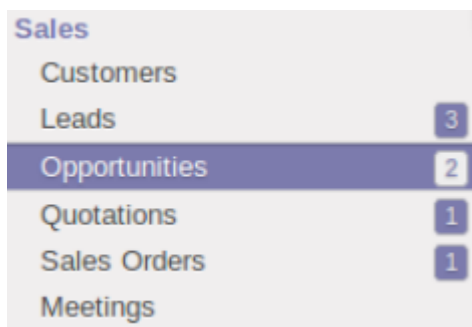 Sales
Customers
Leads 3
Opportunities 2
Quotations 1
Sales Orders 1
Meetings